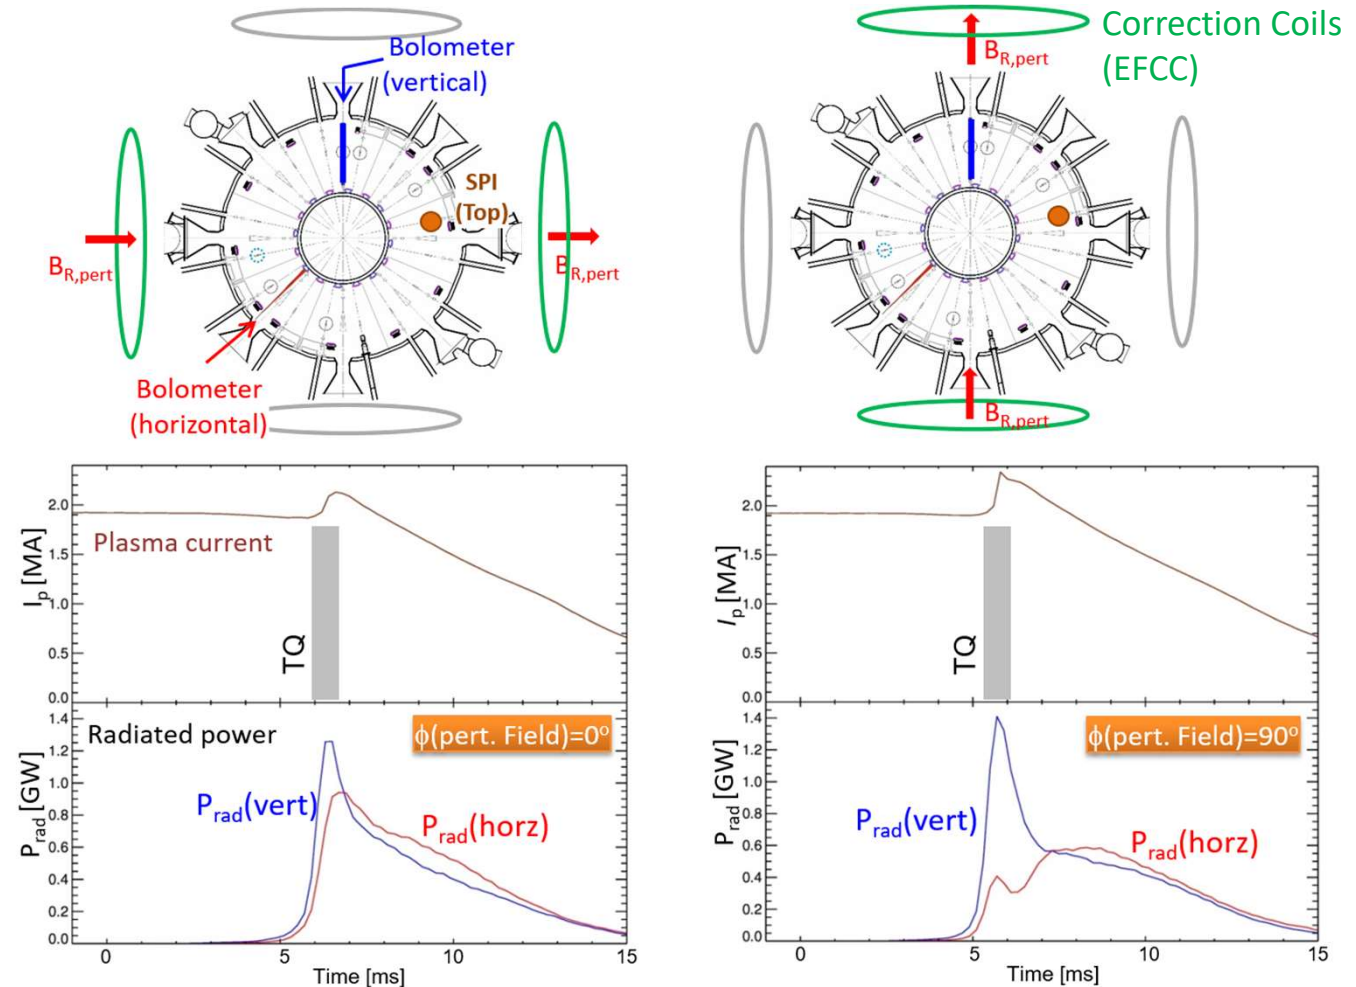 Bolometer
(vertical)
SPI
(Top)
B_R,pert
B_R,pert
Bolometer
(horizontal)
Correction Coils
(EFCC)
B_R,pert
B_R,pert
I_p [MA]
2.0
1.5
1.0
0.5
0.0
Plasma current
TQ
P_rad [GW]
1.4
1.2
1.0
0.8
0.6
0.4
0.2
0.0
Radiated power
ϕ(pert. Field)=0°
P_rad(vert)
P_rad(horz)
0 5 10 15
Time [ms]
I_p [MA]
2.0
1.5
1.0
0.5
0.0
TQ
P_rad [GW]
1.4
1.2
1.0
0.8
0.6
0.4
0.2
0.0
ϕ(pert. Field)=90°
P_rad(vert)
P_rad(horz)
0 5 10 15
Time [ms]